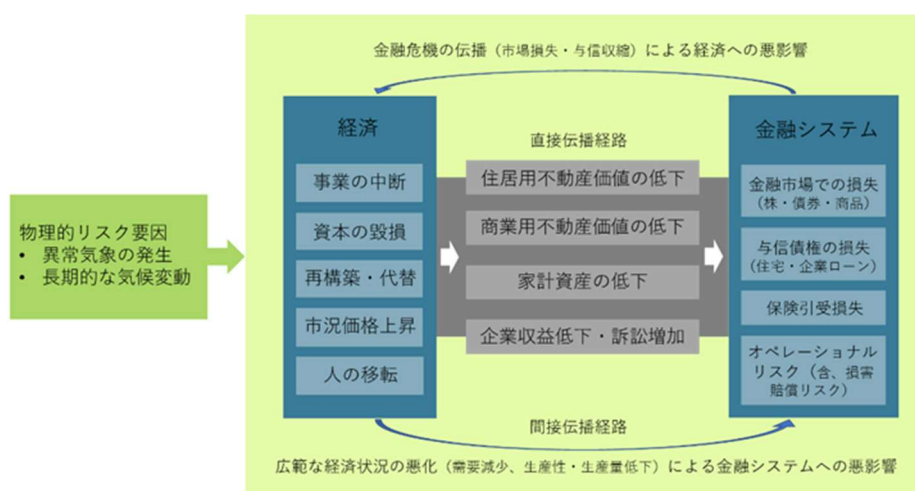 金融危機の伝播（市場損失・与信収縮）による経済への悪影響
物理的リスク要因
• 異常気象の発生
• 長期的な気候変動
経済
事業の中断
資本の毀損
再構築・代替
市況価格上昇
人の移転
直接伝播経路
住居用不動産価値の低下
商業用不動産価値の低下
家計資産の低下
企業収益低下・訴訟増加
金融システム
金融市場での損失
（株・債券・商品）
与信債権の損失
（住宅・企業ローン）
保険引受損失
オペレーショナル
リスク（含、損害
賠償リスク）
間接伝播経路
広範な経済状況の悪化（需要減少、生産性・生産量低下）による金融システムへの悪影響